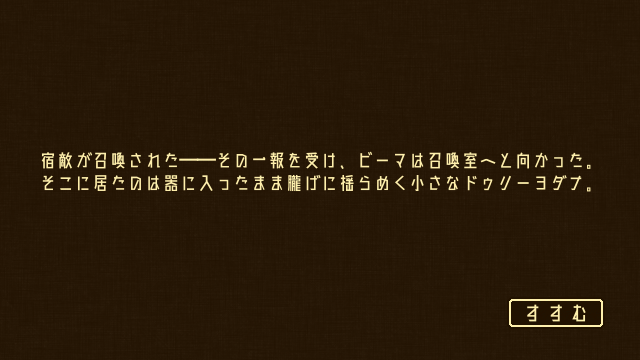 宿敵が召喚された━━その一報を受け、ビーマは召喚室へと向かった。
そこに居たのは器に入ったまま朧げに揺らめく小さなドゥリーヨダナ。
すすむ